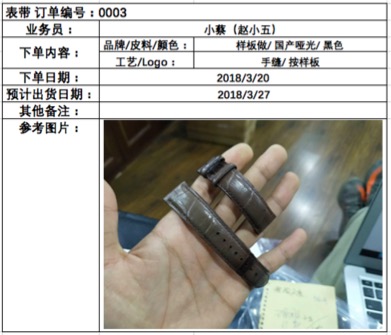 表带 订单编号：0003
业务员： 小蔡（赵小五）
下单内容： 品牌/皮料/颜色： 样板做/ 国产哑光/ 黑色
工艺/Logo： 手缝/ 按样板
下单日期： 2018/3/20
预计出货日期： 2018/3/27
其他备注：
参考图片：